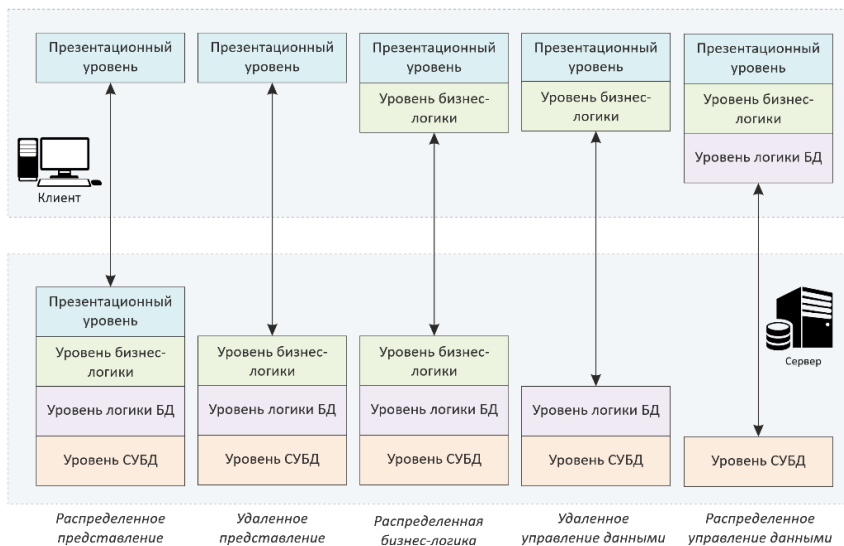 Презентационный
уровень
Презентационный
уровень
Презентационный
уровень
Уровень бизнес-
логики
Презентационный
уровень
Уровень бизнес-
логики
Презентационный
уровень
Уровень бизнес-
логики
Уровень логики БД
Клиент
Презентационный
уровень
Уровень бизнес-
логики
Уровень логики БД
Уровень СУБД
Уровень бизнес-
логики
Уровень логики БД
Уровень СУБД
Уровень бизнес-
логики
Уровень логики БД
Уровень СУБД
Уровень логики БД
Уровень СУБД
Сервер
Уровень СУБД
Распределенное
представление
Удаленное
представление
Распределенная
бизнес-логика
Удаленное
управление данными
Распределенное
управление данными